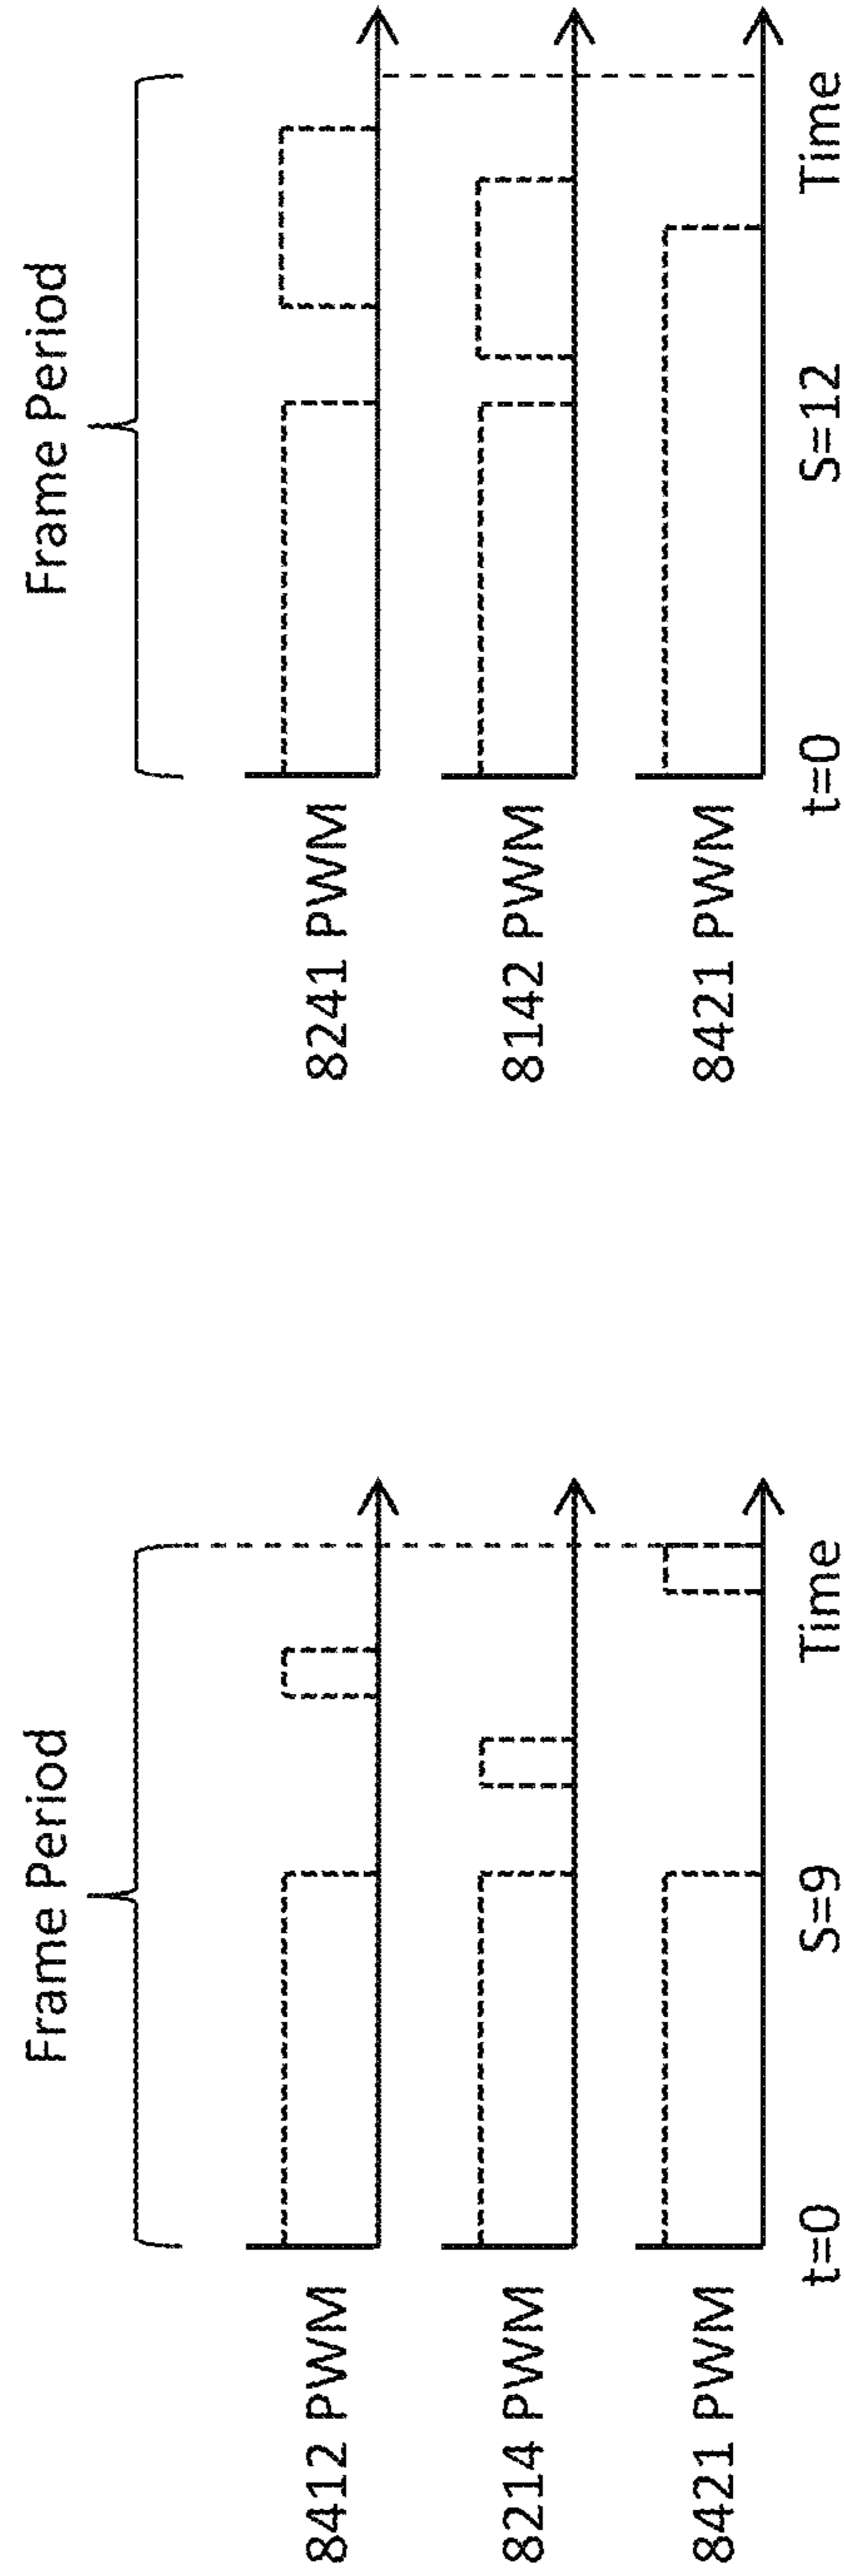 Frame Period
8412 PWM
8214 PWM
8421 PWM
t=0 S=9 Time
Frame Period
8241 PWM
8142 PWM
8421 PWM
t=0 S=12 Time